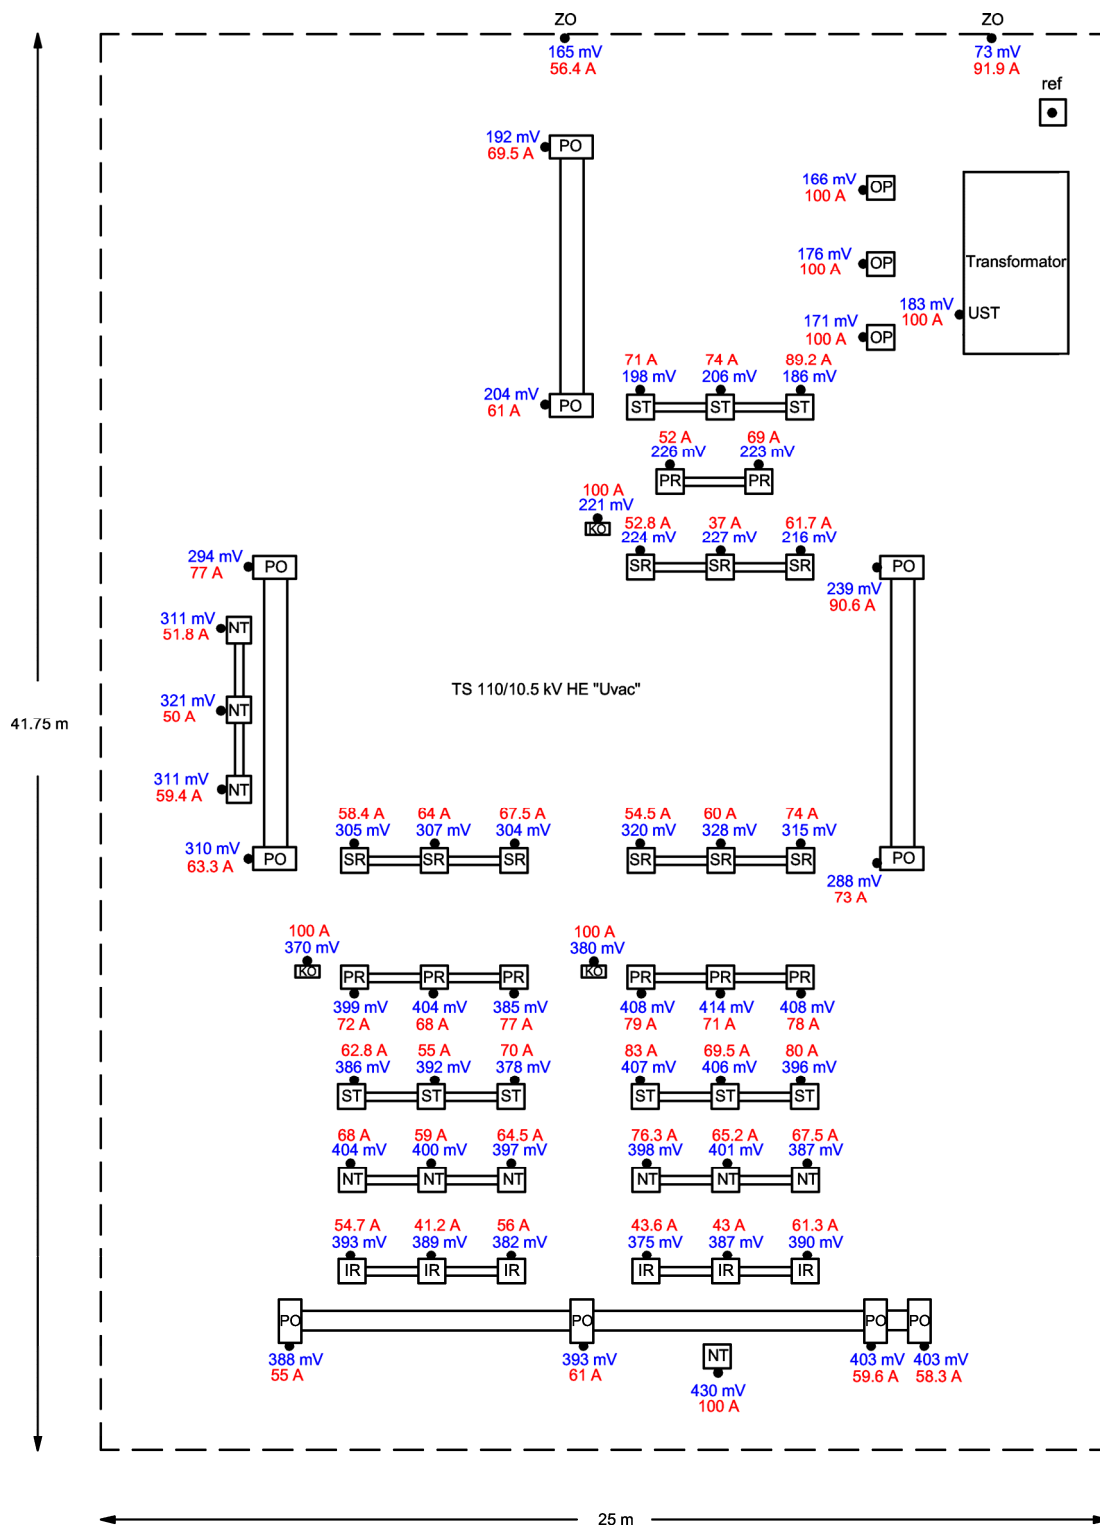 ZO ZO
165 mV 73 mV
56.4 A 91.9 A
ref
192 mV PO
69.5 A
166 mV OP
100 A
176 mV OP Transformator
100 A
183 mV UST
100 A
171 mV OP
100 A
71 A 74 A 89.2 A
198 mV 206 mV 186 mV
204 mV PO ST ST ST
61 A
52 A 69 A
226 mV 223 mV
PR PR
100 A
221 mV
KO
52.8 A 37 A 61.7 A
224 mV 227 mV 216 mV
SR SR SR
294 mV PO
77 A
PO
239 mV
90.6 A
311 mV NT
51.8 A
TS 110/10.5 kV HE "Uvac"
321 mV NT
50 A
41.75 m
311 mV NT
59.4 A
58.4 A 64 A 67.5 A 54.5 A 60 A 74 A
305 mV 307 mV 304 mV 320 mV 328 mV 315 mV
310 mV PO SR SR SR SR SR SR PO
63.3 A
288 mV
73 A
100 A 100 A
370 mV 380 mV
KO KO
PR PR PR PR PR PR
399 mV 404 mV 385 mV 408 mV 414 mV 408 mV
72 A 68 A 77 A 79 A 71 A 78 A
62.8 A 55 A 70 A 83 A 69.5 A 80 A
386 mV 392 mV 378 mV 407 mV 406 mV 396 mV
ST ST ST ST ST ST
68 A 59 A 64.5 A 76.3 A 65.2 A 67.5 A
404 mV 400 mV 397 mV 398 mV 401 mV 387 mV
NT NT NT NT NT NT
54.7 A 41.2 A 56 A 43.6 A 43 A 61.3 A
393 mV 389 mV 382 mV 375 mV 387 mV 390 mV
IR IR IR IR IR IR
PO PO PO PO
NT
388 mV 393 mV 403 mV 403 mV
55 A 61 A 59.6 A 58.3 A
430 mV
100 A
25 m